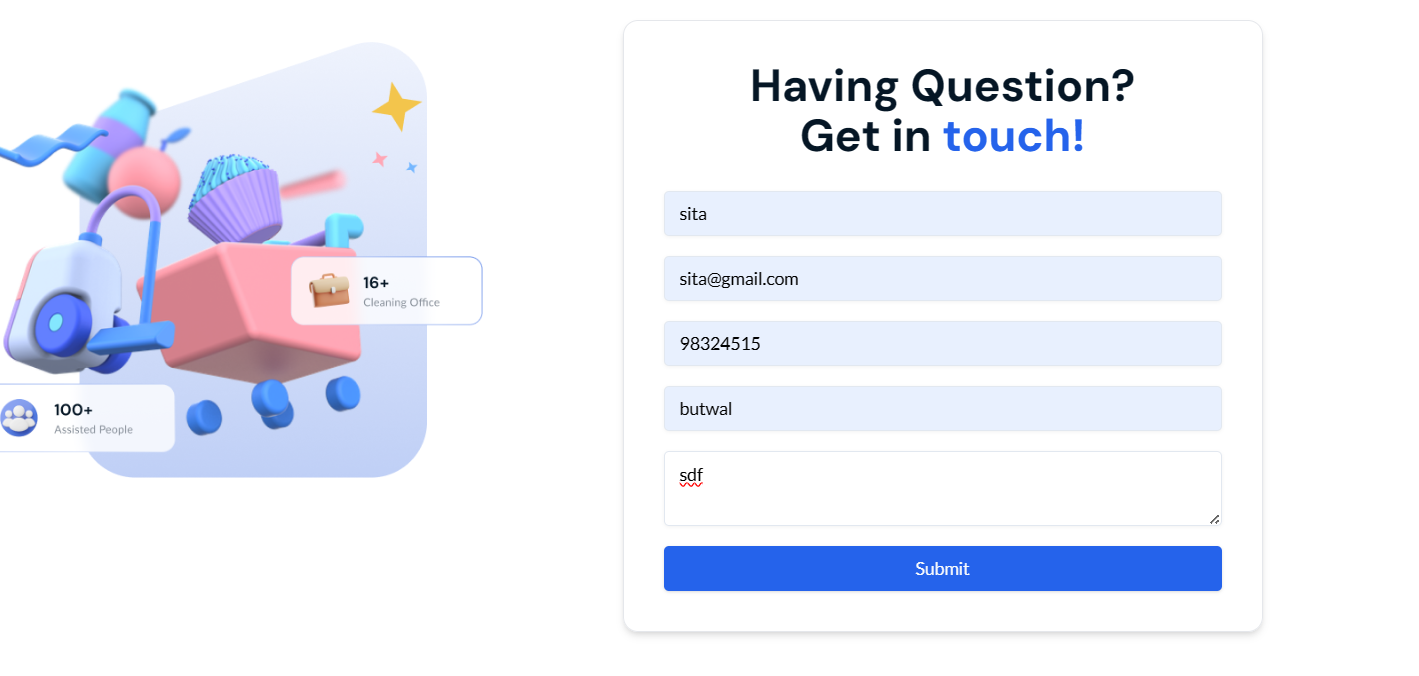 Having Question?
Get in touch!
sita
sita@gmail.com
98324515
butwal
sdf
Submit
16+
Cleaning Office
100+
Assisted People